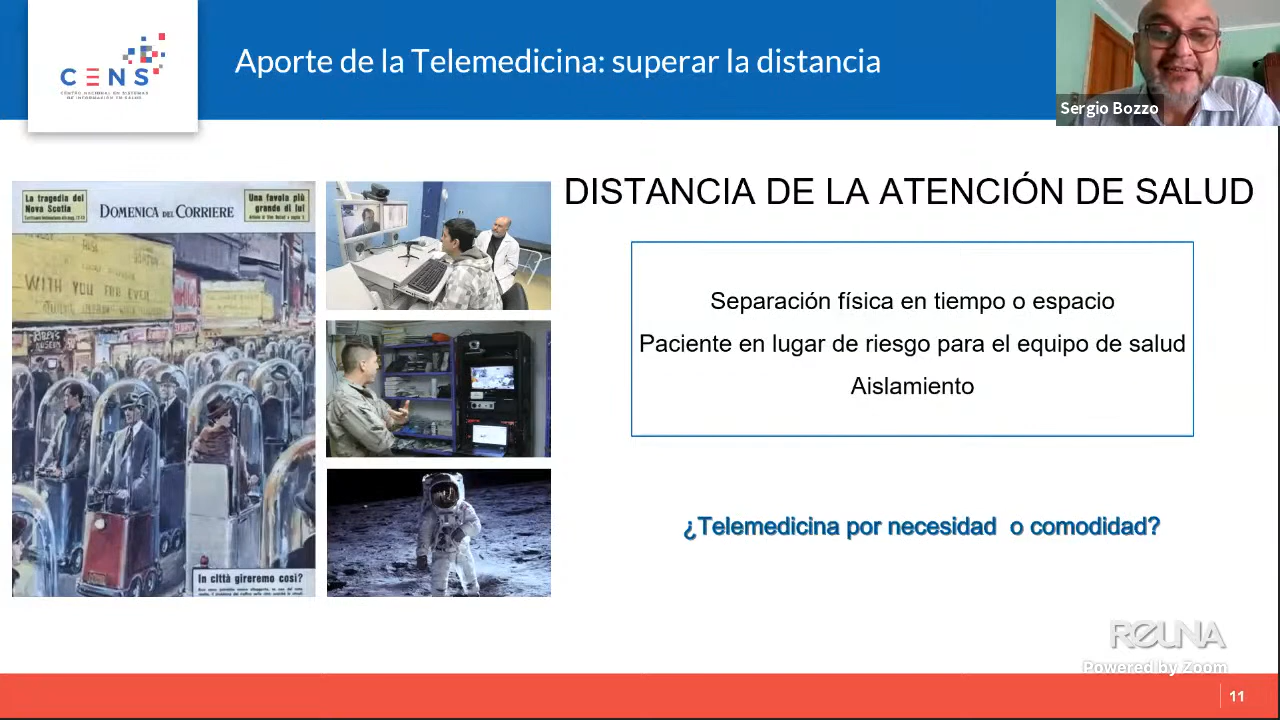 CENS
CENTRO NACIONAL EN SISTEMAS
DE INFORMACIÓN EN SALUD
Aporte de la Telemedicina: superar la distancia
Sergio Bozzo
La tragedia del
Nova Scotia
DOMENICA DEL CORRIERE
Una favola più
grande di lui
WITH YOU FOR EVER
In città gireremo così?
DISTANCIA DE LA ATENCIÓN DE SALUD
Separación física en tiempo o espacio
Paciente en lugar de riesgo para el equipo de salud
Aislamiento
¿Telemedicina por necesidad o comodidad?
REUNA
Powered by Zoom
11